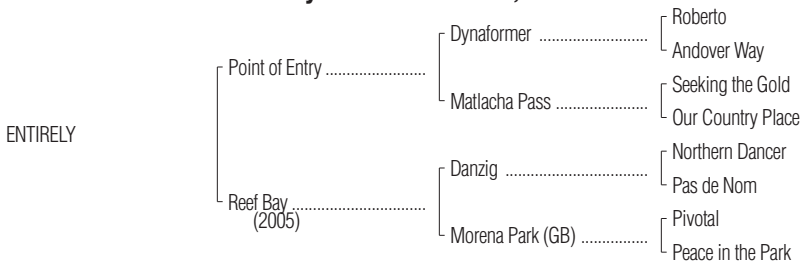 Roberto
Dynaformer ..........................
Andover Way
Point of Entry ........................
Seeking the Gold
Matlacha Pass ......................
Our Country Place
ENTIRELY
Northern Dancer
Danzig ..................................
Pas de Nom
Reef Bay ................................
(2005)
Pivotal
Morena Park (GB) ................
Peace in the Park